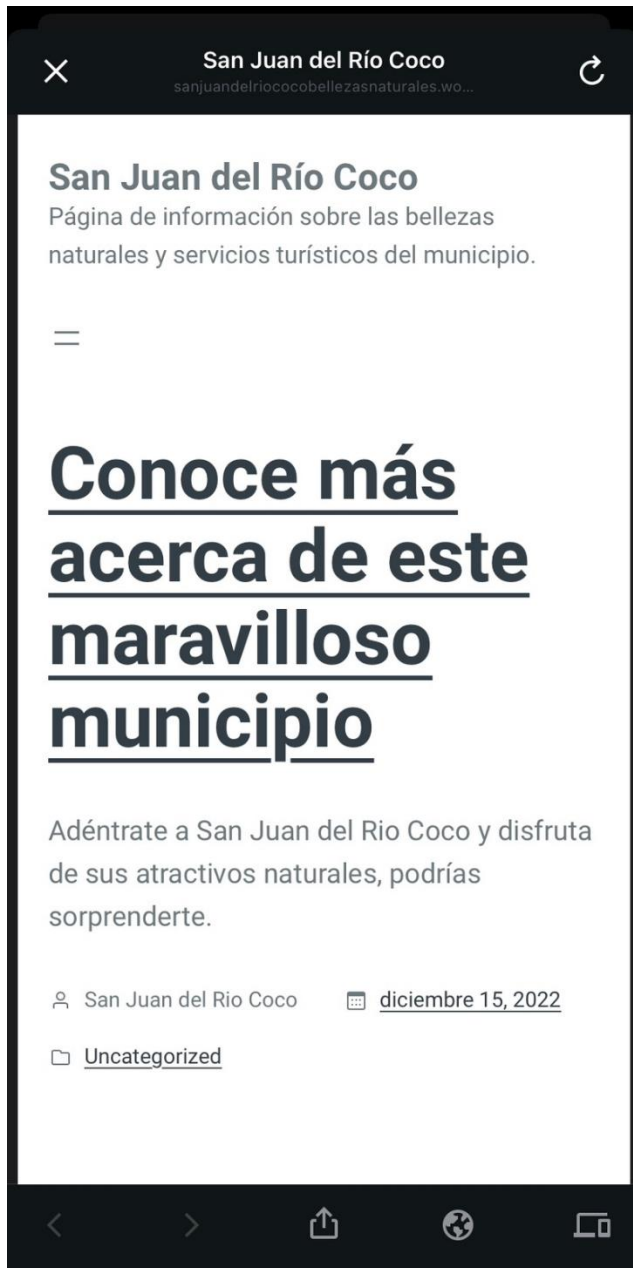 San Juan del Río Coco
sanjuandelriococobellezasnaturales.wo...
San Juan del Río Coco
Página de información sobre las bellezas
naturales y servicios turísticos del municipio.
Conoce más
acerca de este
maravilloso
municipio
Adéntrate a San Juan del Rio Coco y disfruta
de sus atractivos naturales, podrías
sorprenderte.
San Juan del Rio Coco diciembre 15, 2022
Uncategorized